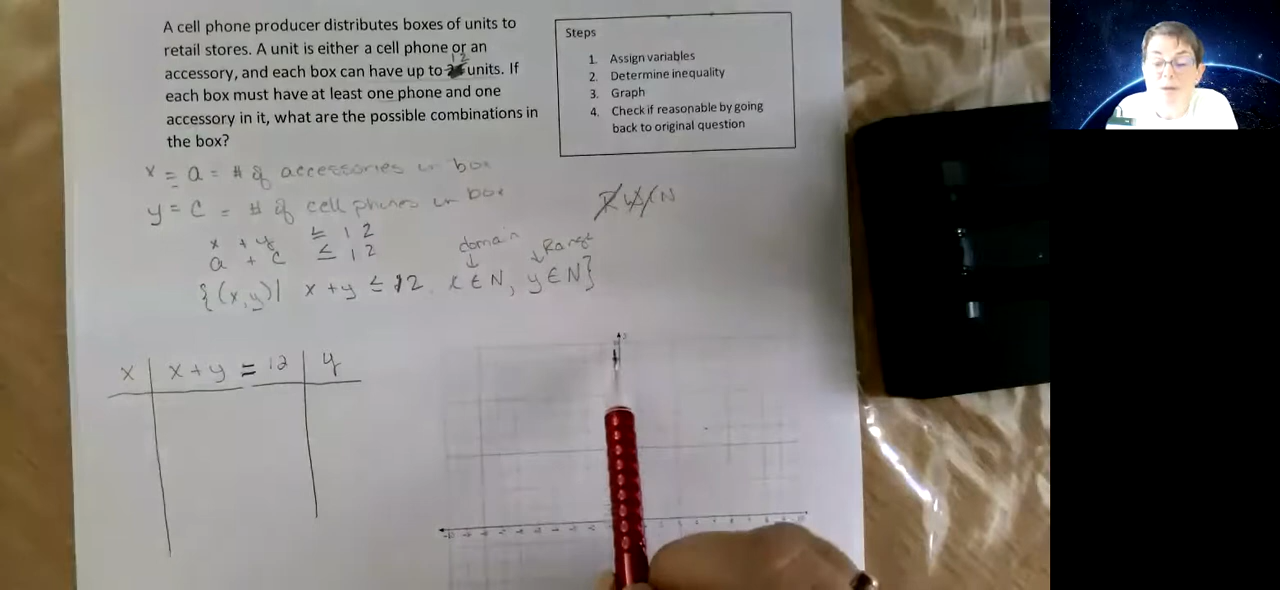 A cell phone producer distributes boxes of units to
retail stores. A unit is either a cell phone or an
12
accessory, and each box can have up to units. If
each box must have at least one phone and one
accessory in it, what are the possible combinations in
the box?
Steps
1. Assign variables
2. Determine inequality
3. Graph
4. Check if reasonable by going
back to original question
x = a = # of accessories in box
y = c = # of cell phones in box
x + y ≤ 12
a + c ≤ 12
domain Range
↓ ↓
{(x,y)| x + y ≤ 12, x ∈ N, y ∈ N}
W N
x | x + y = 12 | y
y